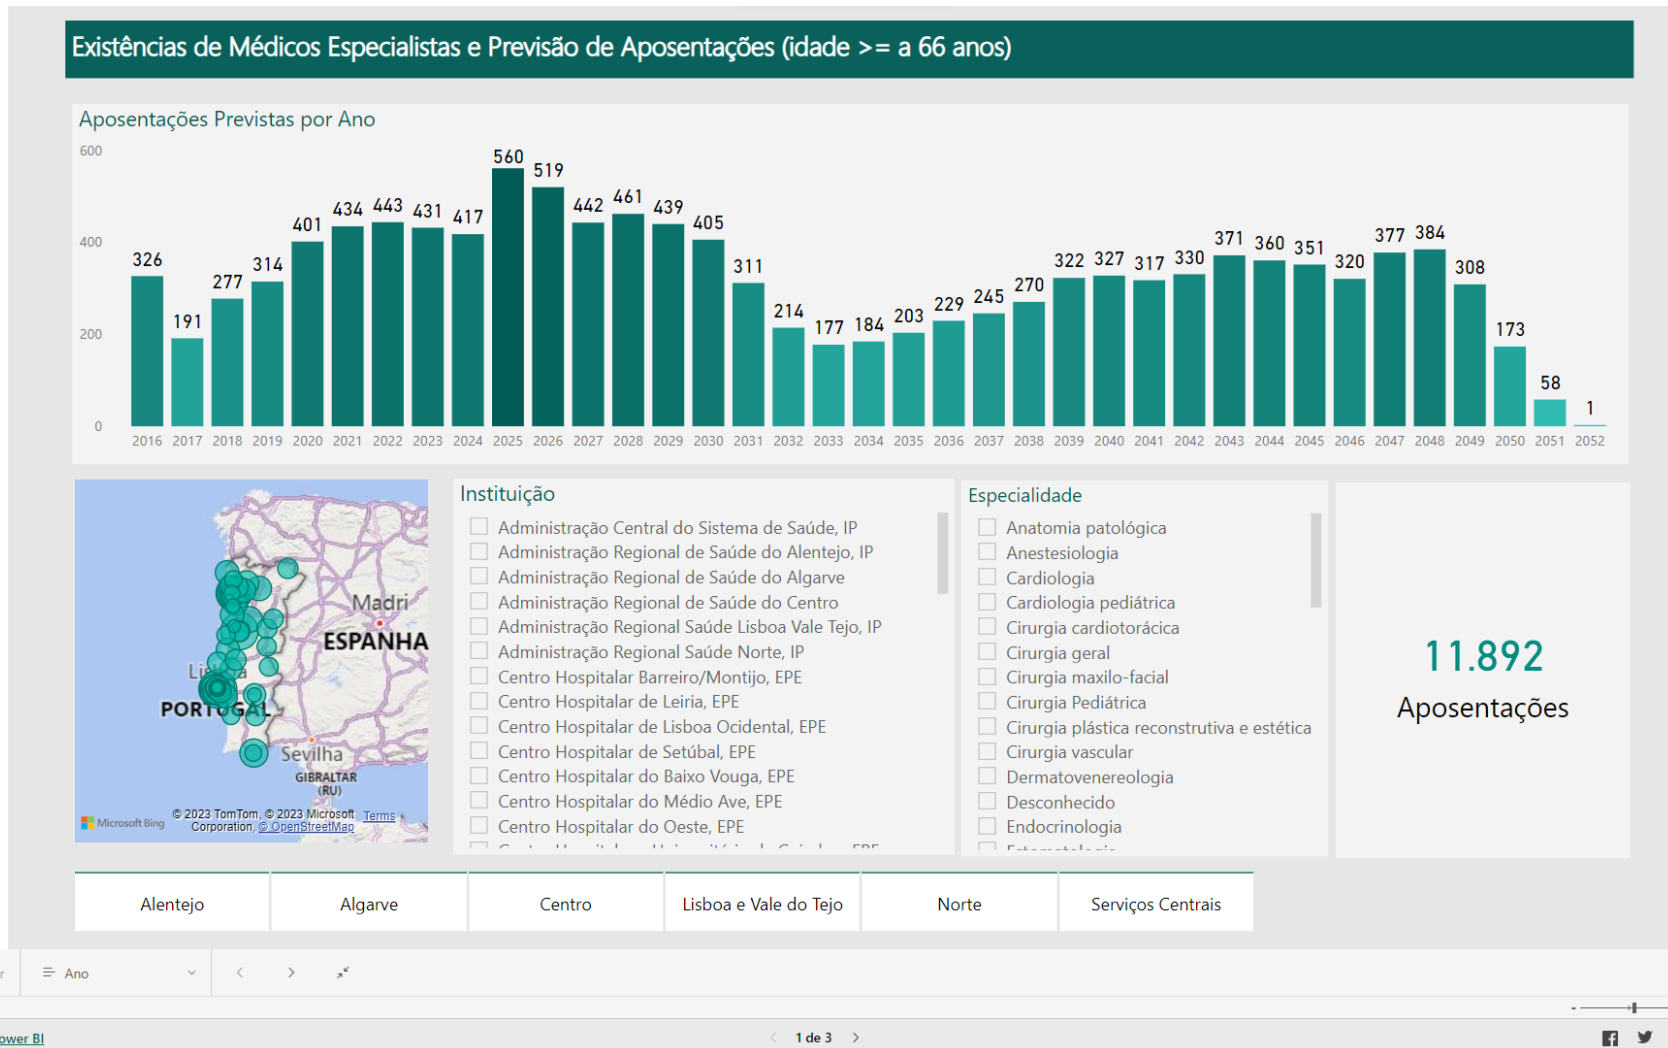 Existências de Médicos Especialistas e Previsão de Aposentações (idade >= a 66 anos)
Aposentações Previstas por Ano
600
400
200
0
326 191 277 314 401 434 443 431 417 560 519 442 461 439 405 311 214 177 184 203 229 245 270 322 327 317 330 371 360 351 320 377 384 308 173 58 1
2016 2017 2018 2019 2020 2021 2022 2023 2024 2025 2026 2027 2028 2029 2030 2031 2032 2033 2034 2035 2036 2037 2038 2039 2040 2041 2042 2043 2044 2045 2046 2047 2048 2049 2050 2051 2052
Madri
ESPANHA
PORTUGAL
Sevilha
GIBRALTAR
(RU)
Microsoft Bing
© 2023 TomTom, © 2023 Microsoft Terms
Corporation, © OpenStreetMap
Instituição
Administração Central do Sistema de Saúde, IP
Administração Regional de Saúde do Alentejo, IP
Administração Regional de Saúde do Algarve
Administração Regional de Saúde do Centro
Administração Regional Saúde Lisboa Vale Tejo, IP
Administração Regional Saúde Norte, IP
Centro Hospitalar Barreiro/Montijo, EPE
Centro Hospitalar de Leiria, EPE
Centro Hospitalar de Lisboa Ocidental, EPE
Centro Hospitalar de Setúbal, EPE
Centro Hospitalar do Baixo Vouga, EPE
Centro Hospitalar do Médio Ave, EPE
Centro Hospitalar do Oeste, EPE
Especialidade
Anatomia patológica
Anestesiologia
Cardiologia
Cardiologia pediátrica
Cirurgia cardiotorácica
Cirurgia geral
Cirurgia maxilo-facial
Cirurgia Pediátrica
Cirurgia plástica reconstrutiva e estética
Cirurgia vascular
Dermatovenereologia
Desconhecido
Endocrinologia
11.892
Aposentações
Alentejo
Algarve
Centro
Lisboa e Vale do Tejo
Norte
Serviços Centrais
r
Ano
ower BI
1 de 3